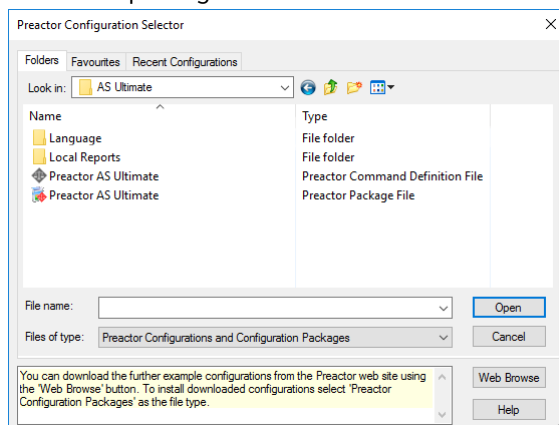 Preactor Configuration Selector
Folders Favourites Recent Configurations
Look in: AS Ultimate
Name Type
Language File folder
Local Reports File folder
Preactor AS Ultimate Preactor Command Definition File
Preactor AS Ultimate Preactor Package File
File name: Open
Files of type: Preactor Configurations and Configuration Packages Cancel
You can download the further example configurations from the Preactor web site using
the 'Web Browse' button. To install downloaded configurations select 'Preactor
Configuration Packages' as the file type.
Web Browse
Help